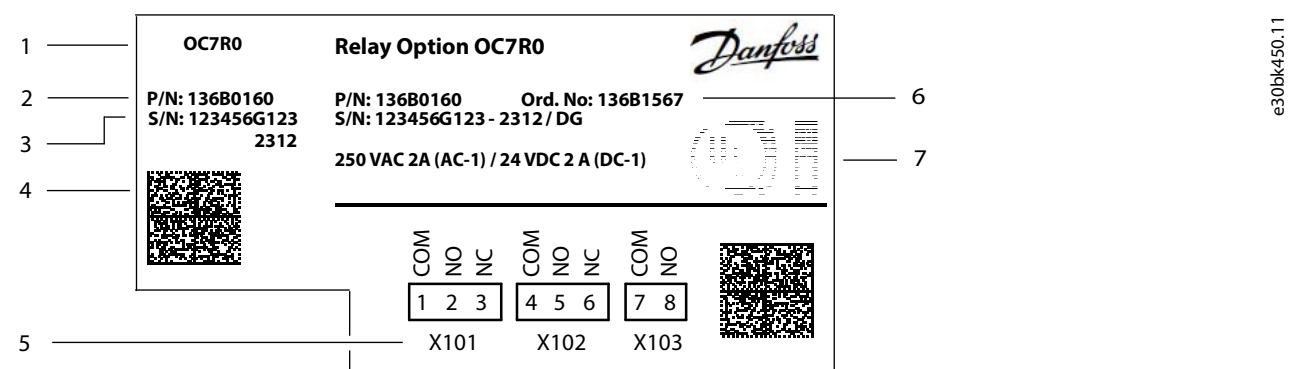 1
OC7R0
Relay Option OC7R0
Danfoss
2
P/N: 136B0160
P/N: 136B0160 Ord. No: 136B1567
6
3
S/N: 123456G123
S/N: 123456G123 - 2312 / DG
2312
250 VAC 2A (AC-1) / 24 VDC 2 A (DC-1)
7
4
COM NO NC COM NO NC COM NO
1 2 3 4 5 6 7 8
5
X101 X102 X103
e30bk450.11